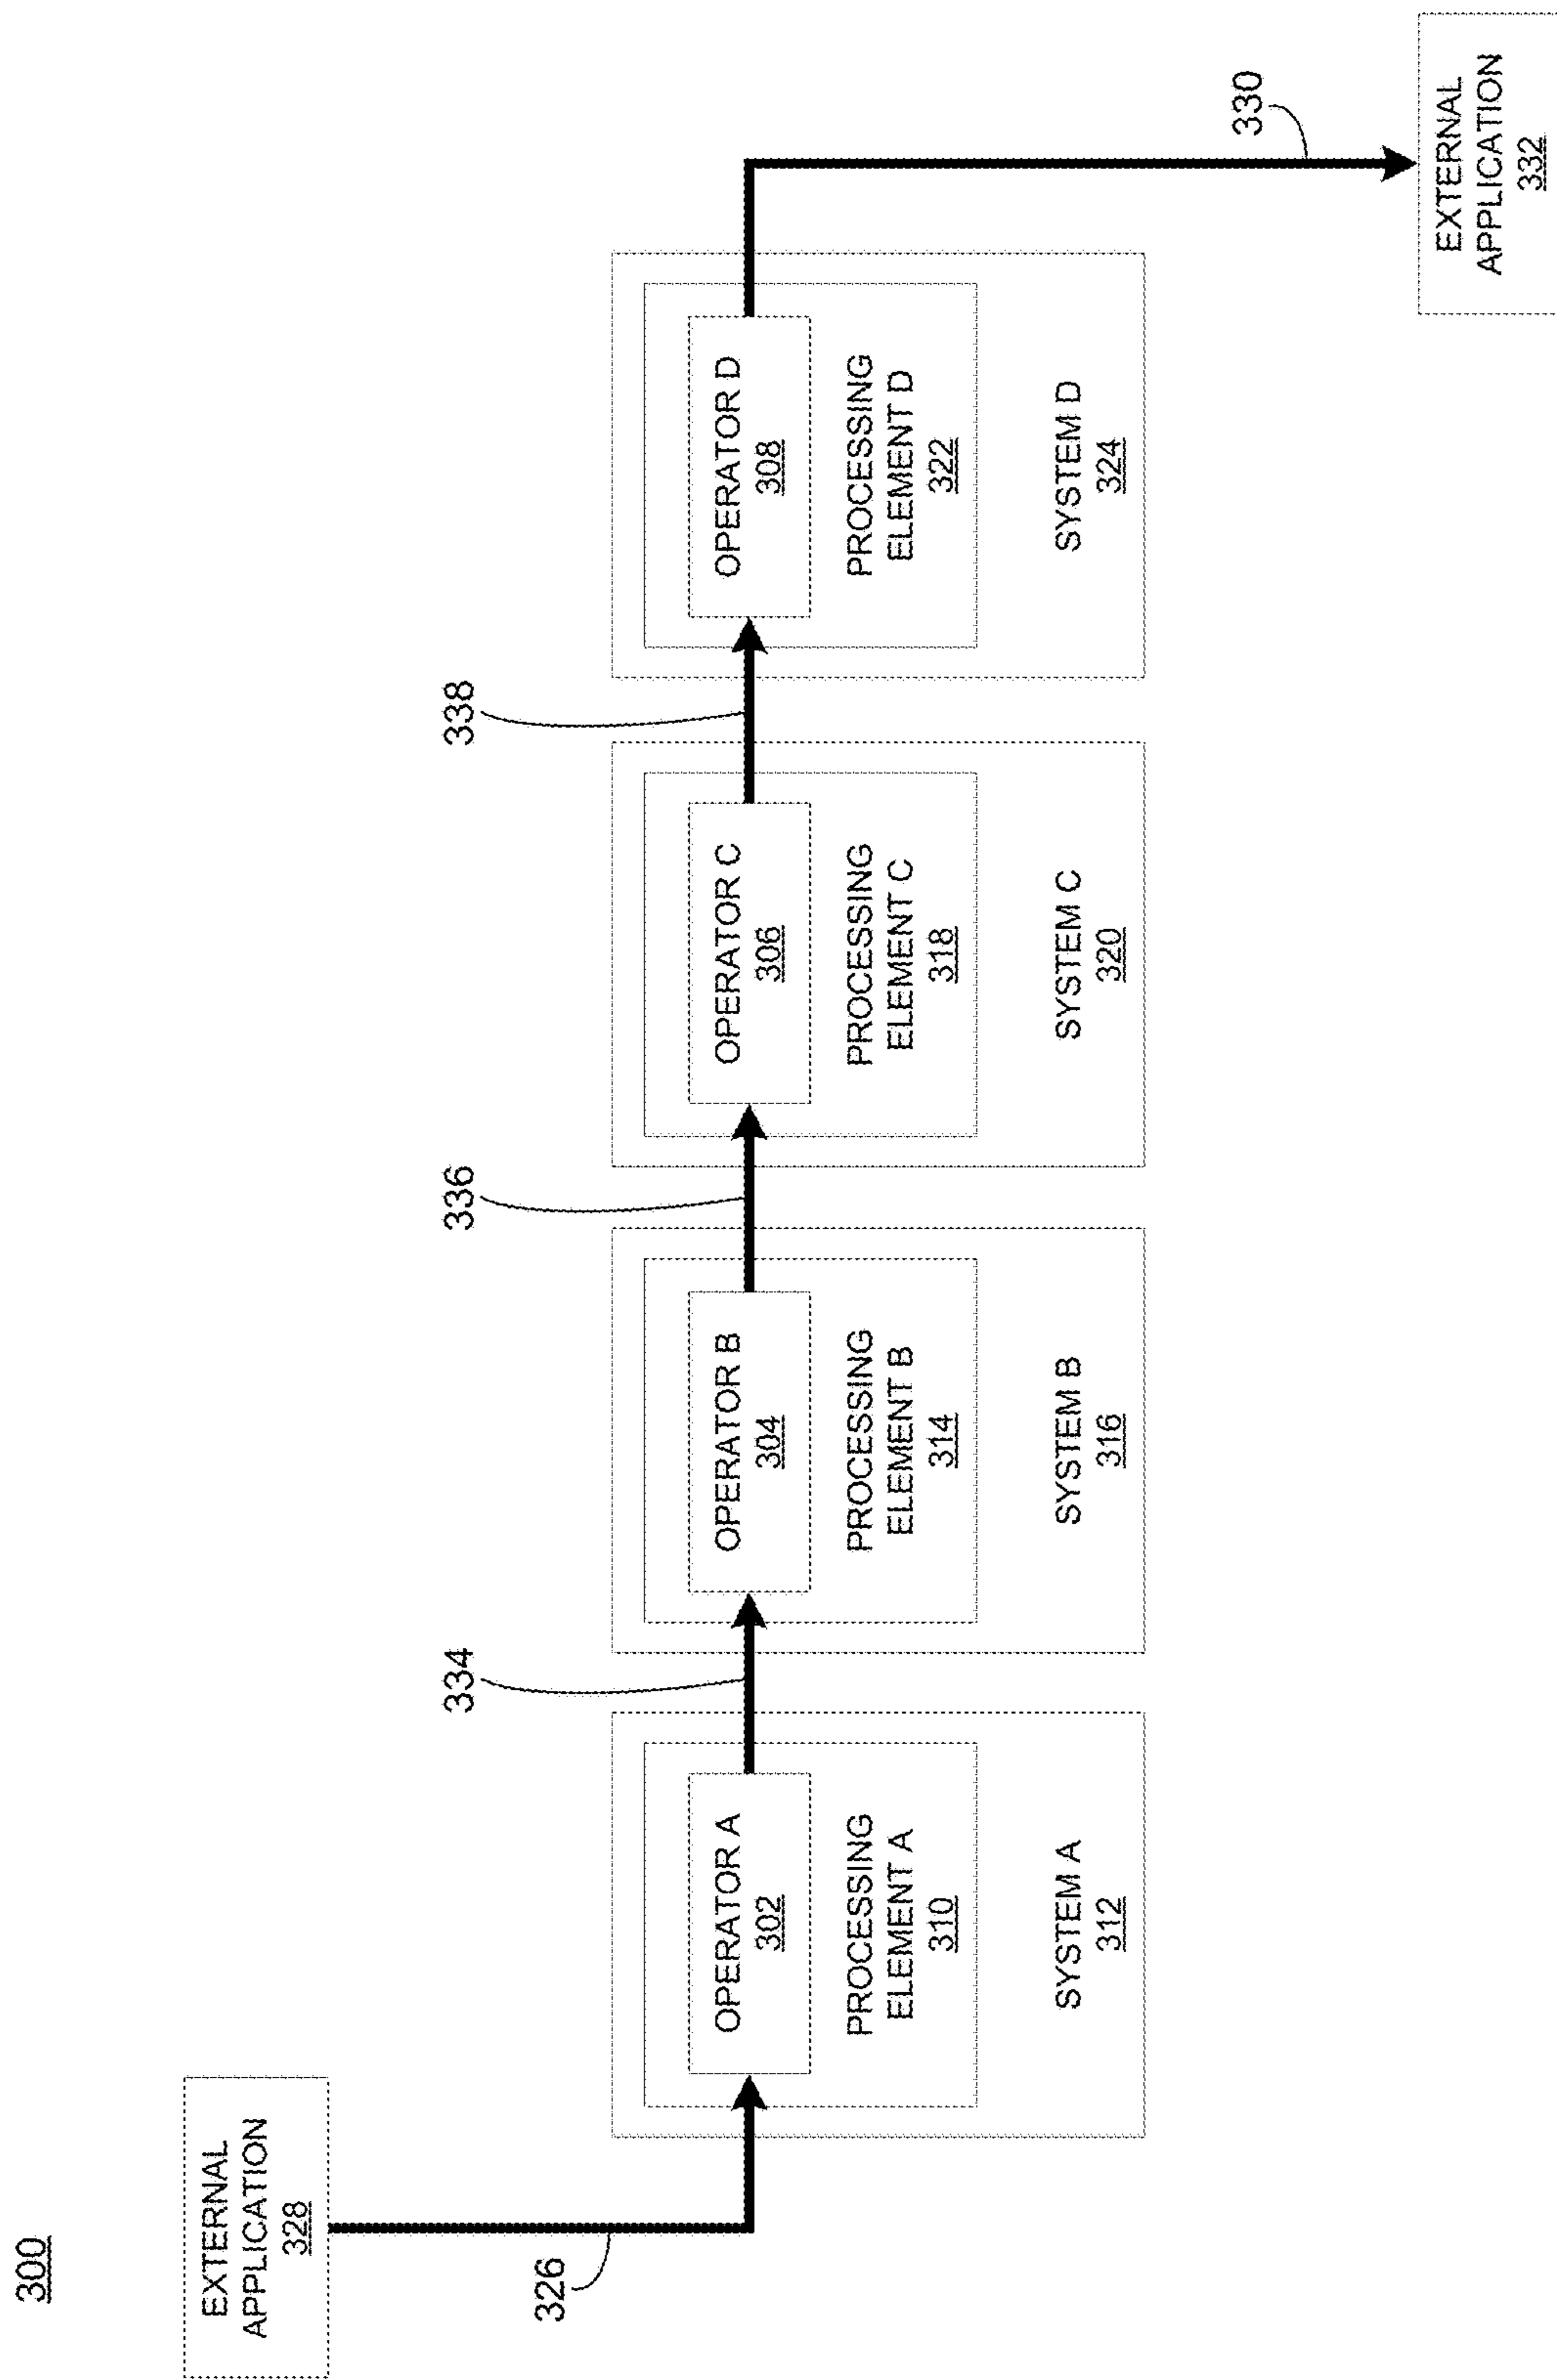 300
EXTERNAL
APPLICATION
328
326
334
336
338
330
OPERATOR A
302
PROCESSING
ELEMENT A
310
SYSTEM A
312
OPERATOR B
304
PROCESSING
ELEMENT B
314
SYSTEM B
316
OPERATOR C
306
PROCESSING
ELEMENT C
318
SYSTEM C
320
OPERATOR D
308
PROCESSING
ELEMENT D
322
SYSTEM D
324
EXTERNAL
APPLICATION
332